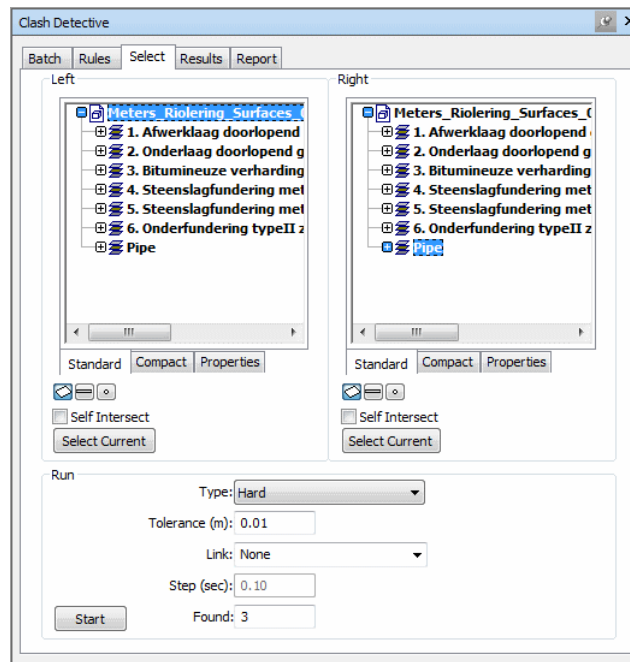 Clash Detective
Batch Rules Select Results Report
Left
Meters_Riolering_Surfaces_
1. Afwerklaag doorlopend
2. Onderlaag doorlopend g
3. Bitumineuze verharding
4. Steenslagfundering met
5. Steenslagfundering met
6. Onderfundering typeII z
Pipe
Standard Compact Properties
Self Intersect
Select Current
Right
Meters_Riolering_Surfaces_0
1. Afwerklaag doorlopend
2. Onderlaag doorlopend g
3. Bitumineuze verharding
4. Steenslagfundering met
5. Steenslagfundering met
6. Onderfundering typeII z
Pipe
Standard Compact Properties
Self Intersect
Select Current
Run
Type: Hard
Tolerance (m): 0.01
Link: None
Step (sec): 0.10
Start Found: 3